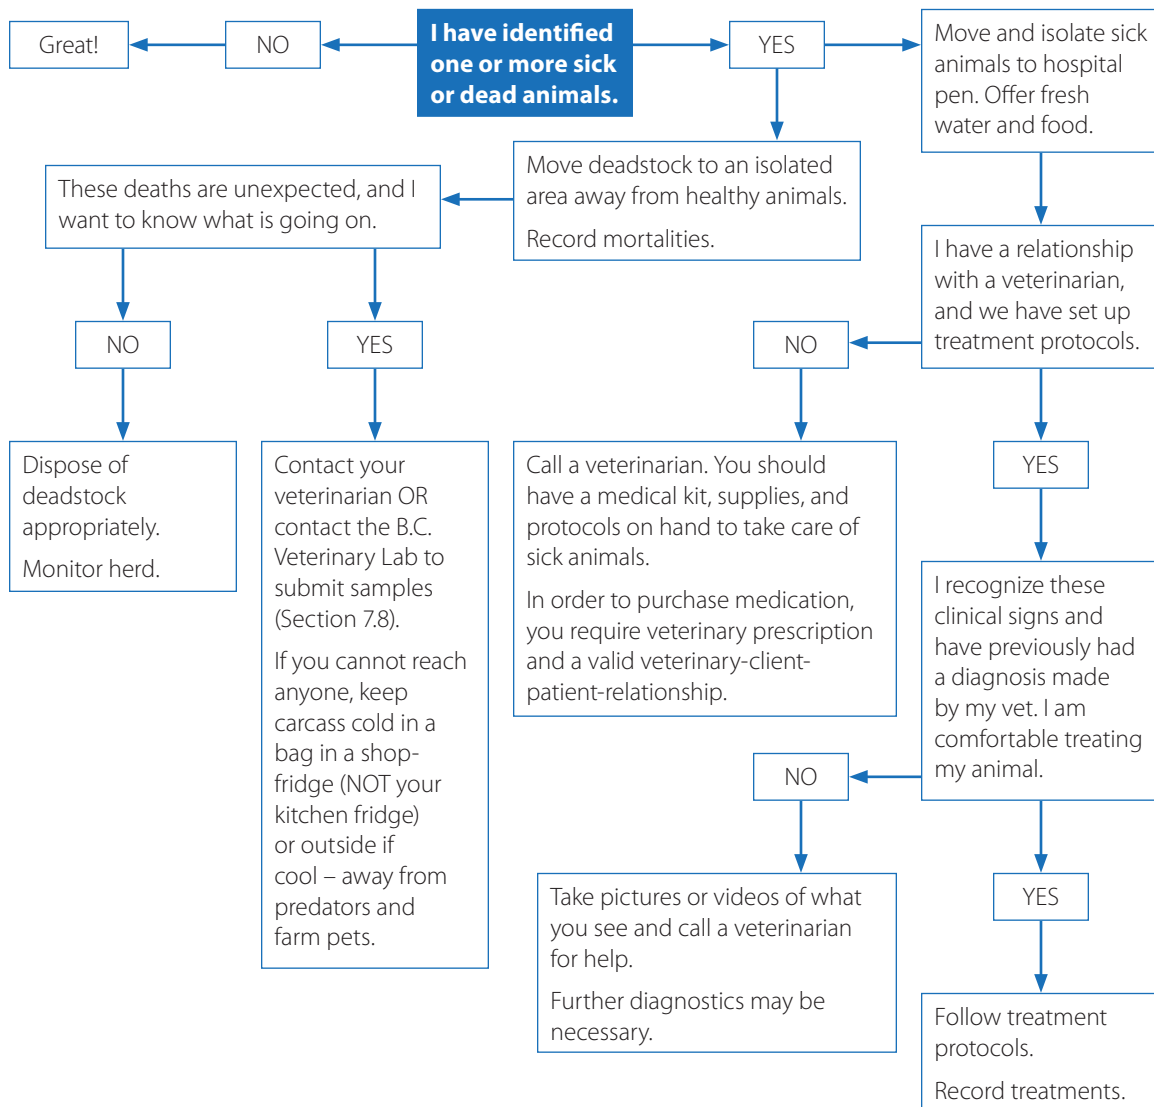 Great!
NO
I have identified
one or more sick
or dead animals.
YES
Move and isolate sick
animals to hospital
pen. Offer fresh
water and food.
Move deadstock to an isolated
area away from healthy animals.
Record mortalities.
These deaths are unexpected, and I
want to know what is going on.
I have a relationship
with a veterinarian,
and we have set up
treatment protocols.
NO
YES
NO
Dispose of
deadstock
appropriately.
Monitor herd.
Contact your
veterinarian OR
contact the B.C.
Veterinary Lab to
submit samples
(Section 7.8).
If you cannot reach
anyone, keep
carcass cold in a
bag in a shop-
fridge (NOT your
kitchen fridge)
or outside if
cool – away from
predators and
farm pets.
Call a veterinarian. You should
have a medical kit, supplies, and
protocols on hand to take care of
sick animals.
In order to purchase medication,
you require veterinary prescription
and a valid veterinary-client-
patient-relationship.
YES
I recognize these
clinical signs and
have previously had
a diagnosis made
by my vet. I am
comfortable treating
my animal.
NO
Take pictures or videos of what
you see and call a veterinarian
for help.
Further diagnostics may be
necessary.
YES
Follow treatment
protocols.
Record treatments.